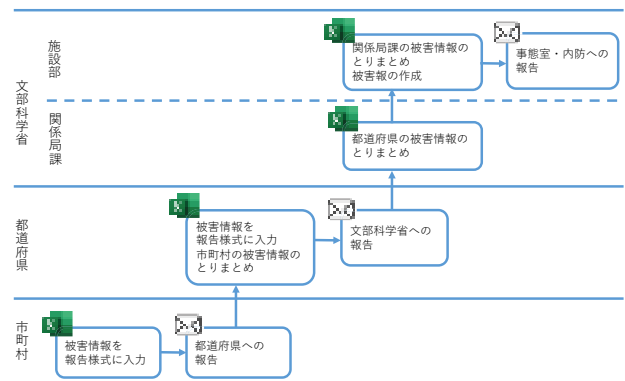 文部科学省
施設部
関係局課の被害情報の
とりまとめ
被害報の作成
事態室・内防への
報告
関係局課
都道府県の被害情報の
とりまとめ
都道府県
被害情報を
報告様式に入力
市町村の被害情報の
とりまとめ
文部科学省への
報告
市町村
被害情報を
報告様式に入力
都道府県への
報告